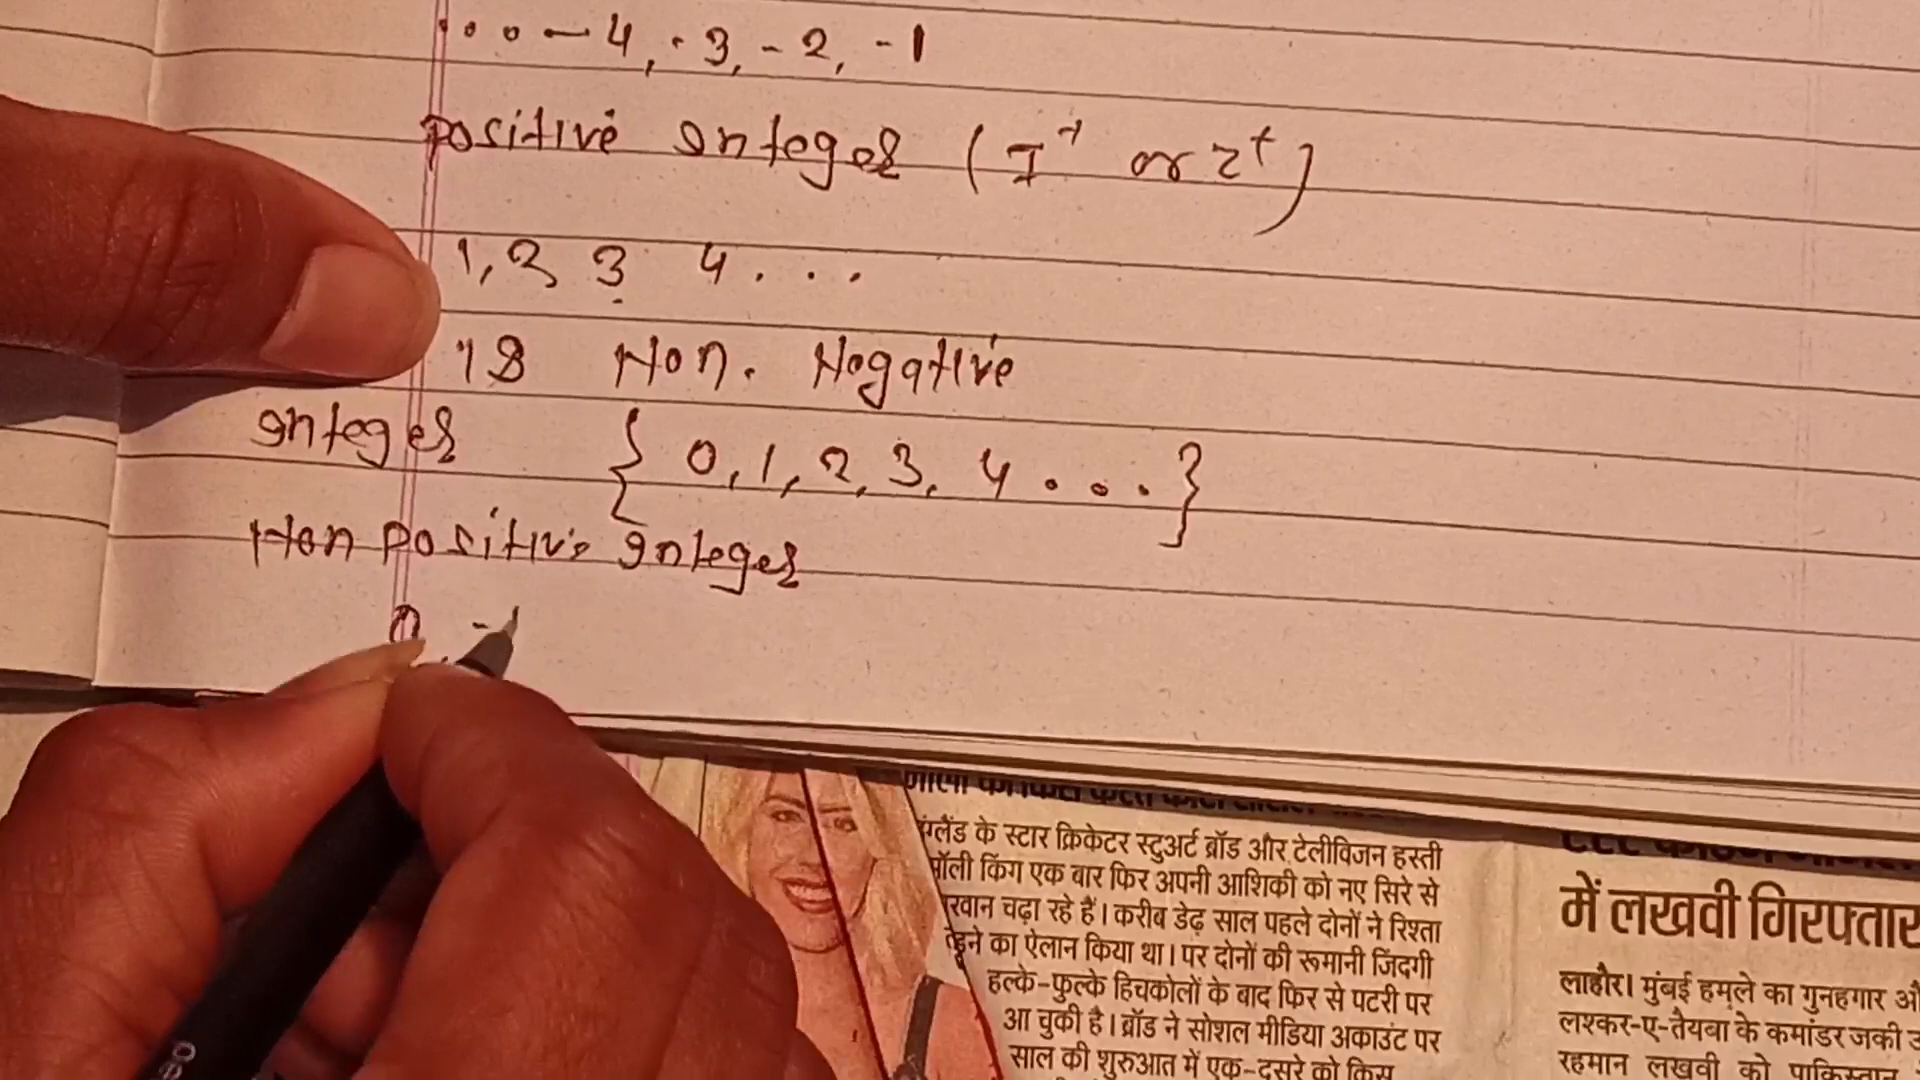 ... -4, -3, -2, -1
Positive Integer (I+ or Z+)
1, 2 3 4 ...
Non. Negative
Integer { 0, 1, 2, 3, 4 ... }
Non Positive Integer
0 -
इंग्लैंड के स्टार क्रिकेटर स्टुअर्ट ब्रॉड और टेलीविजन हस्ती
मॉली किंग एक बार फिर अपनी आशिकी को नए सिरे से
परवान चढ़ा रहे हैं। करीब डेढ़ साल पहले दोनों ने रिश्ता
का ऐलान किया था। पर दोनों की रूमानी जिंदगी
हल्के-फुल्के हिचकोलों के बाद फिर से पटरी पर
आ चुकी है। ब्रॉड ने सोशल मीडिया अकाउंट पर
साल की शुरुआत में एक-दूसरे को किस
में लखवी गिरफ्तार
लाहौर। मुंबई हमले का गुनहगार
लश्कर-ए-तैयबा के कमांडर जकी
रहमान लखवी को पाकिस्तान